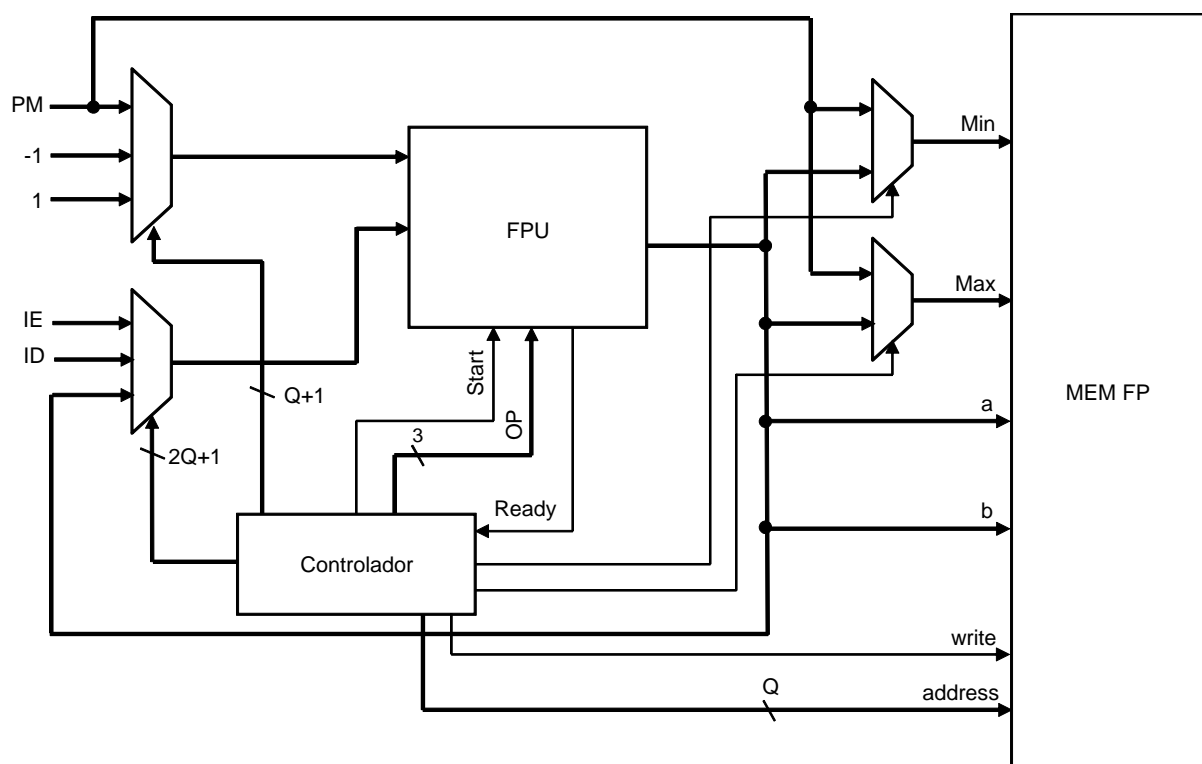 PM
-1
1
IE
ID
FPU
Min
Max
MEM FP
a
b
Start
OP
3
Q+1
2Q+1
Ready
Controlador
write
Q
address